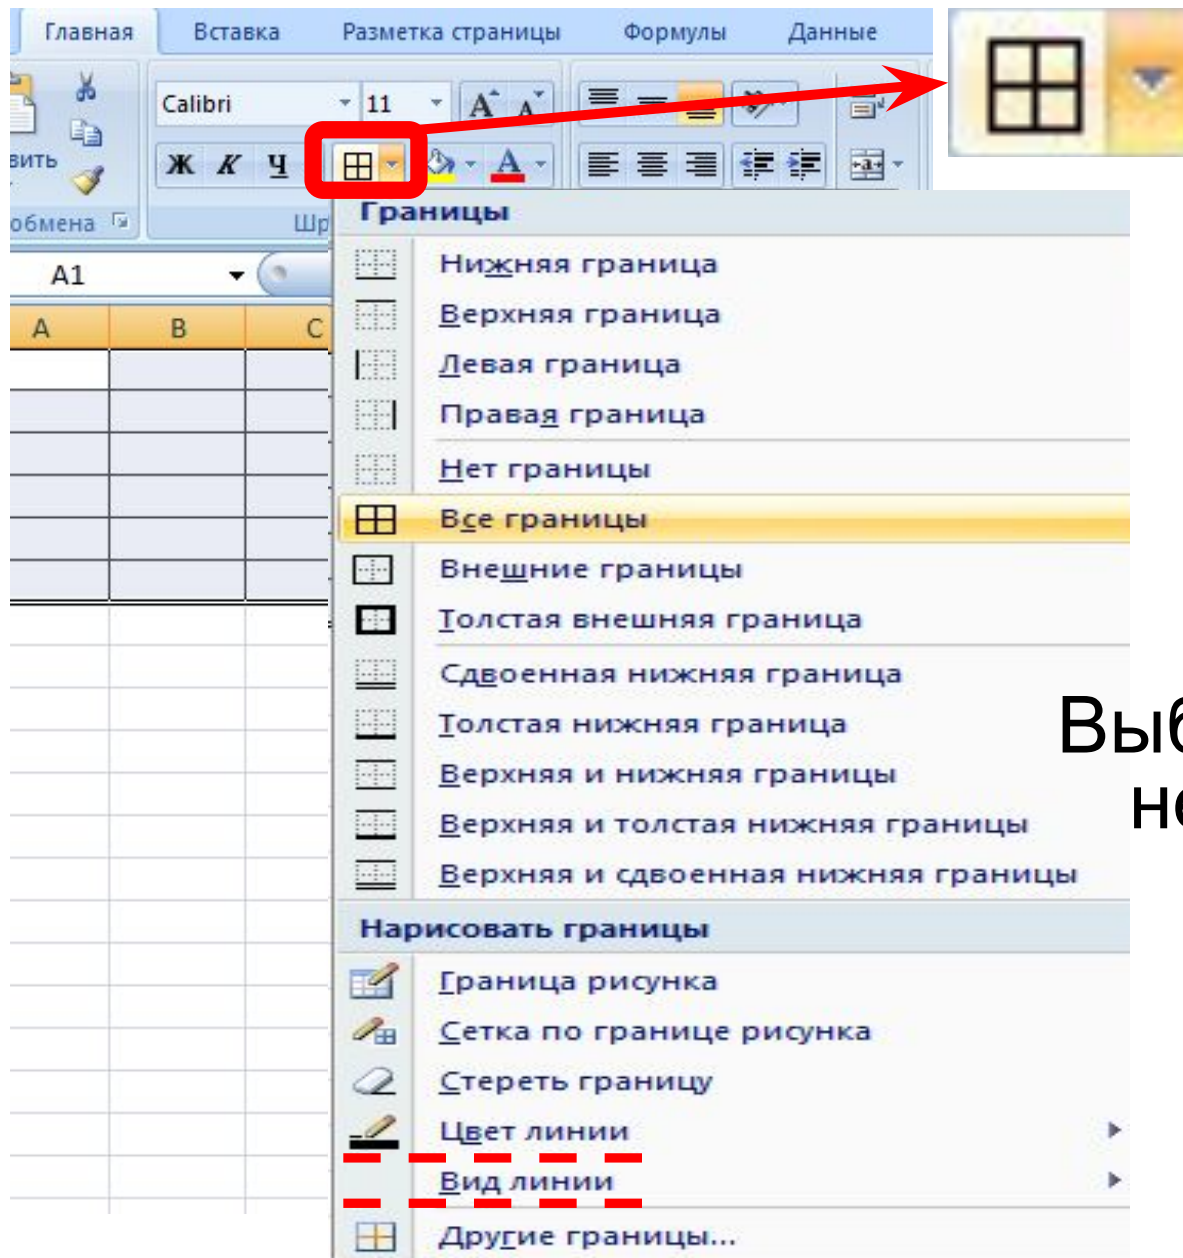 Главная Вставка Разметка страницы Формулы Данные
Calibri 11 A A
Ж К Ч A a
обмена
A1
A B C
Границы
Нижняя граница
Верхняя граница
Левая граница
Правая граница
Нет границы
Все границы
Внешние границы
Толстая внешняя граница
Сдвоенная нижняя граница
Толстая нижняя граница
Верхняя и нижняя границы
Верхняя и толстая нижняя границы
Верхняя и сдвоенная нижняя границы
Нарисовать границы
Граница рисунка
Сетка по границе рисунка
Стереть границу
Цвет линии
Вид линии
Другие границы...